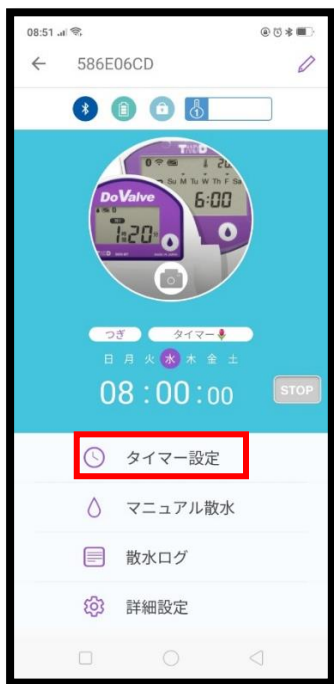 08:51
586E06CD
1
TAKAGI
Su M Tu W Th F Sa
6:00
DoValve
1:20
つぎ タイマー
日 月 火 水 木 金 土
08:00:00
STOP
タイマー設定
マニュアル散水
散水ログ
詳細設定